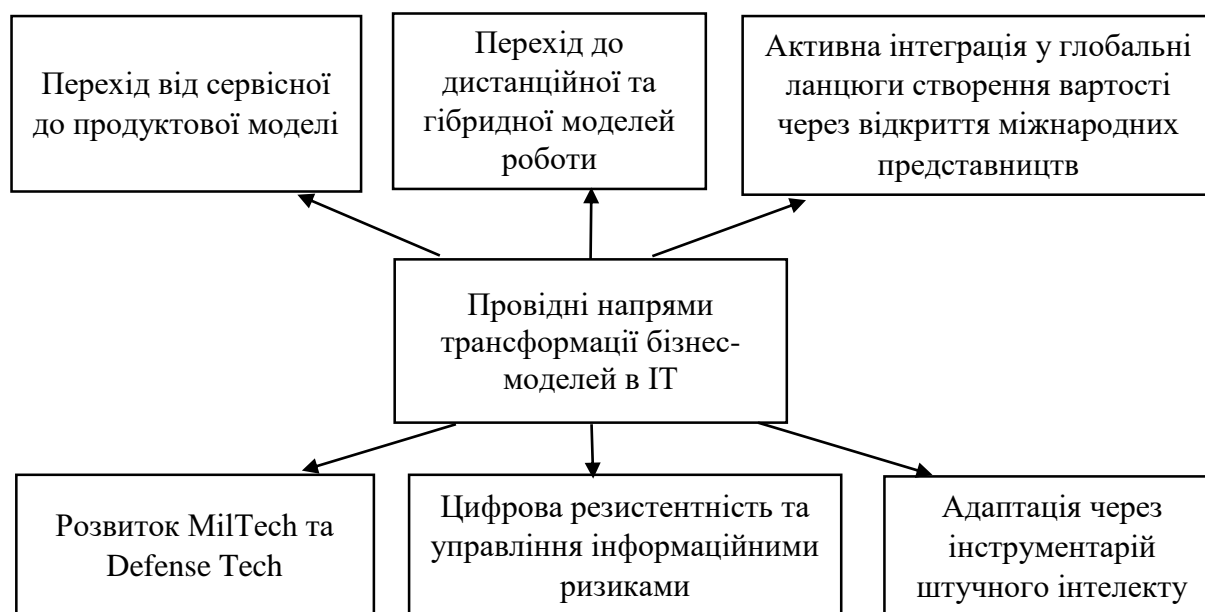 Перехід від сервісної
до продуктової моделі
Перехід до
дистанційної та
гібридної моделей
роботи
Активна інтеграція у глобальні
ланцюги створення вартості
через відкриття міжнародних
представництв
Провідні напрями
трансформації бізнес-
моделей в ІТ
Розвиток MilTech та
Defense Tech
Цифрова резистентність та
управління інформаційними
ризиками
Адаптація через
інструментарій
штучного інтелекту